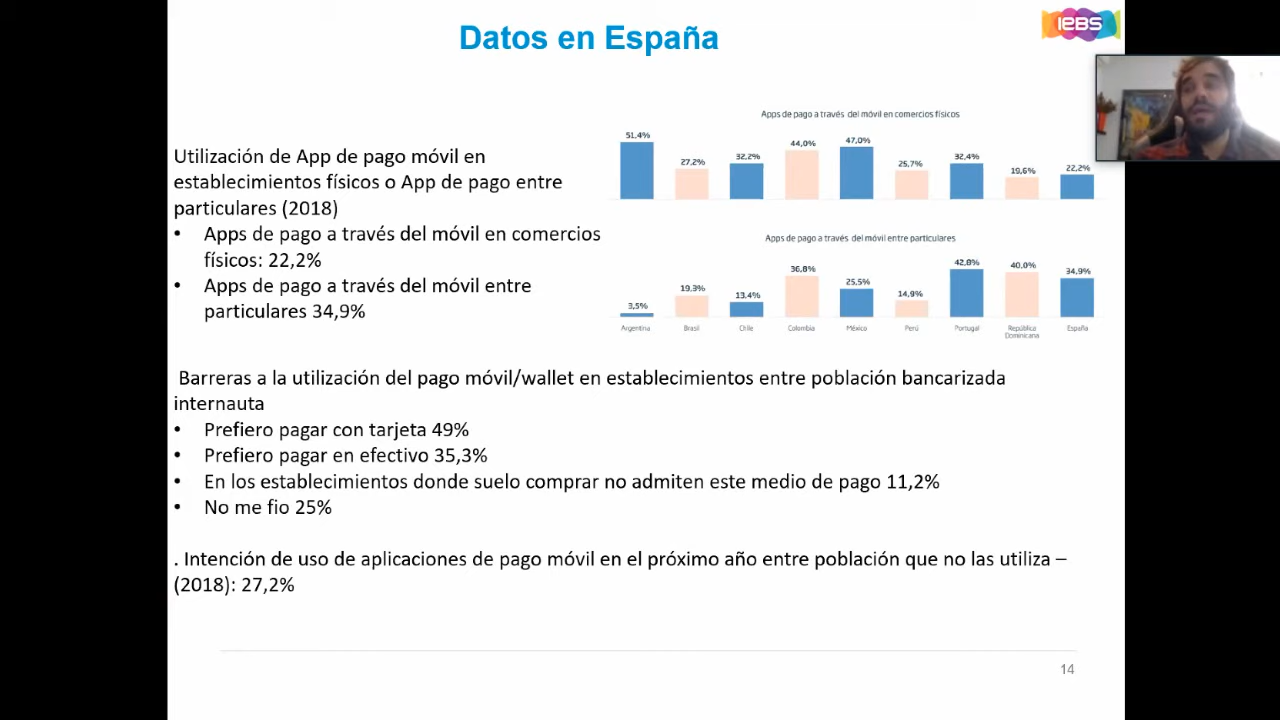 Datos en España
IEBS
Utilización de App de pago móvil en
establecimientos físicos o App de pago entre
particulares (2018)
• Apps de pago a través del móvil en comercios
físicos: 22,2%
• Apps de pago a través del móvil entre
particulares 34,9%
Apps de pago a través del móvil en comercios físicos
51,4% 27,2% 32,2% 44,0% 47,0% 25,7% 32,4% 19,6% 22,2%
Apps de pago a través del móvil entre particulares
3,5% 19,3% 13,4% 36,8% 25,5% 14,9% 42,8% 40,0% 34,9%
Argentina Brasil Chile Colombia México Perú Portugal República España
Dominicana
Barreras a la utilización del pago móvil/wallet en establecimientos entre población bancarizada
internauta
• Prefiero pagar con tarjeta 49%
• Prefiero pagar en efectivo 35,3%
• En los establecimientos donde suelo comprar no admiten este medio de pago 11,2%
• No me fio 25%
. Intención de uso de aplicaciones de pago móvil en el próximo año entre población que no las utiliza –
(2018): 27,2%
14